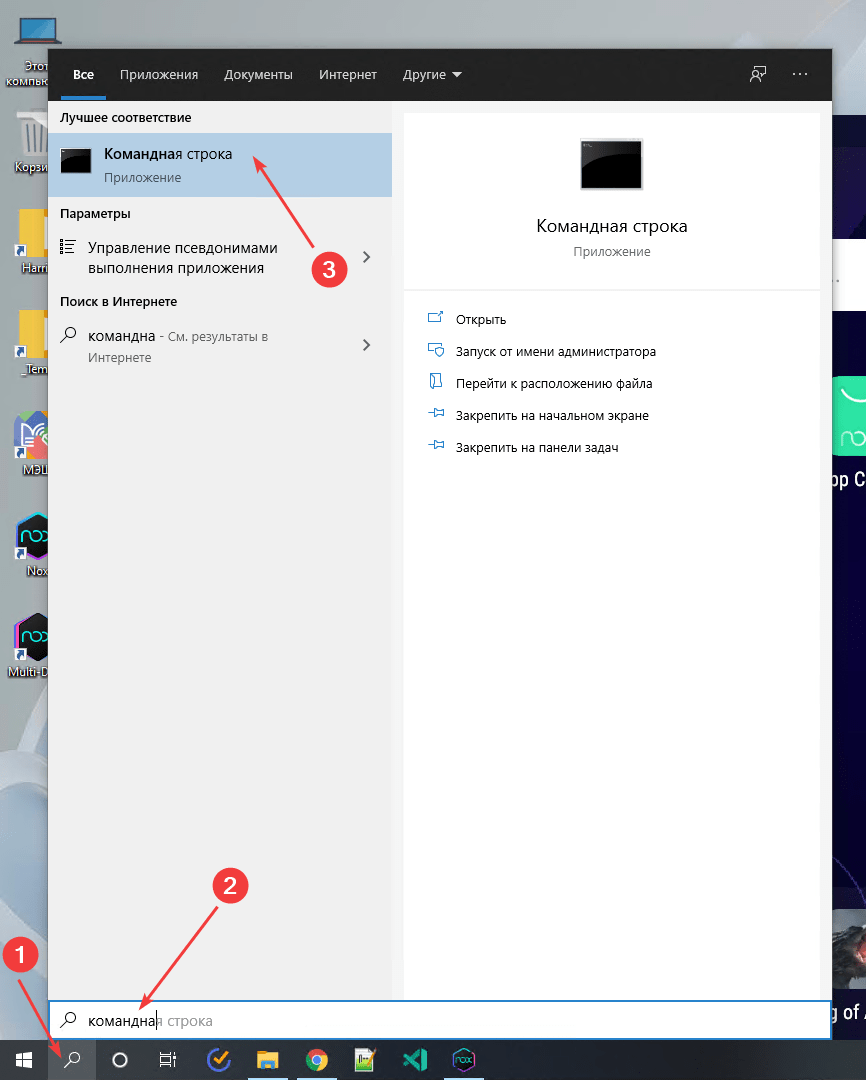 Этот
компью
Корзи
Harri
_Tem
МЭШ
Nox
Multi-D
Все Приложения Документы Интернет Другие
Лучшее соответствие
Командная строка
Приложение
Параметры
Управление псевдонимами
выполнения приложения
3
Поиск в Интернете
командна - См. результаты в
Интернете
Командная строка
Приложение
Открыть
Запуск от имени администратора
Перейти к расположению файла
Закрепить на начальном экране
Закрепить на панели задач
pp C
g of A
2
1
командная строка